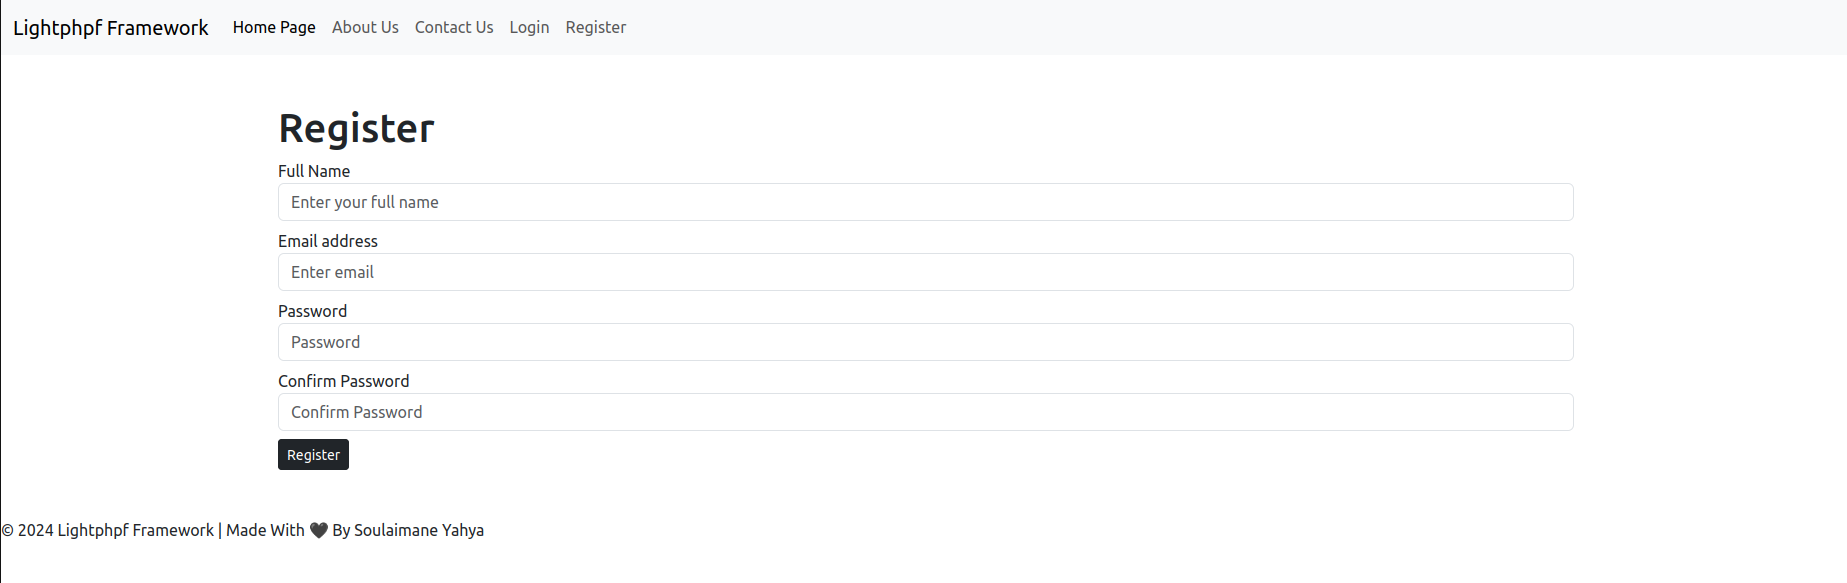 Lightphpf Framework Home Page About Us Contact Us Login Register
Register
Full Name
Enter your full name
Email address
Enter email
Password
Password
Confirm Password
Confirm Password
Register
© 2024 Lightphpf Framework | Made With 🖤 By Soulaimane Yahya